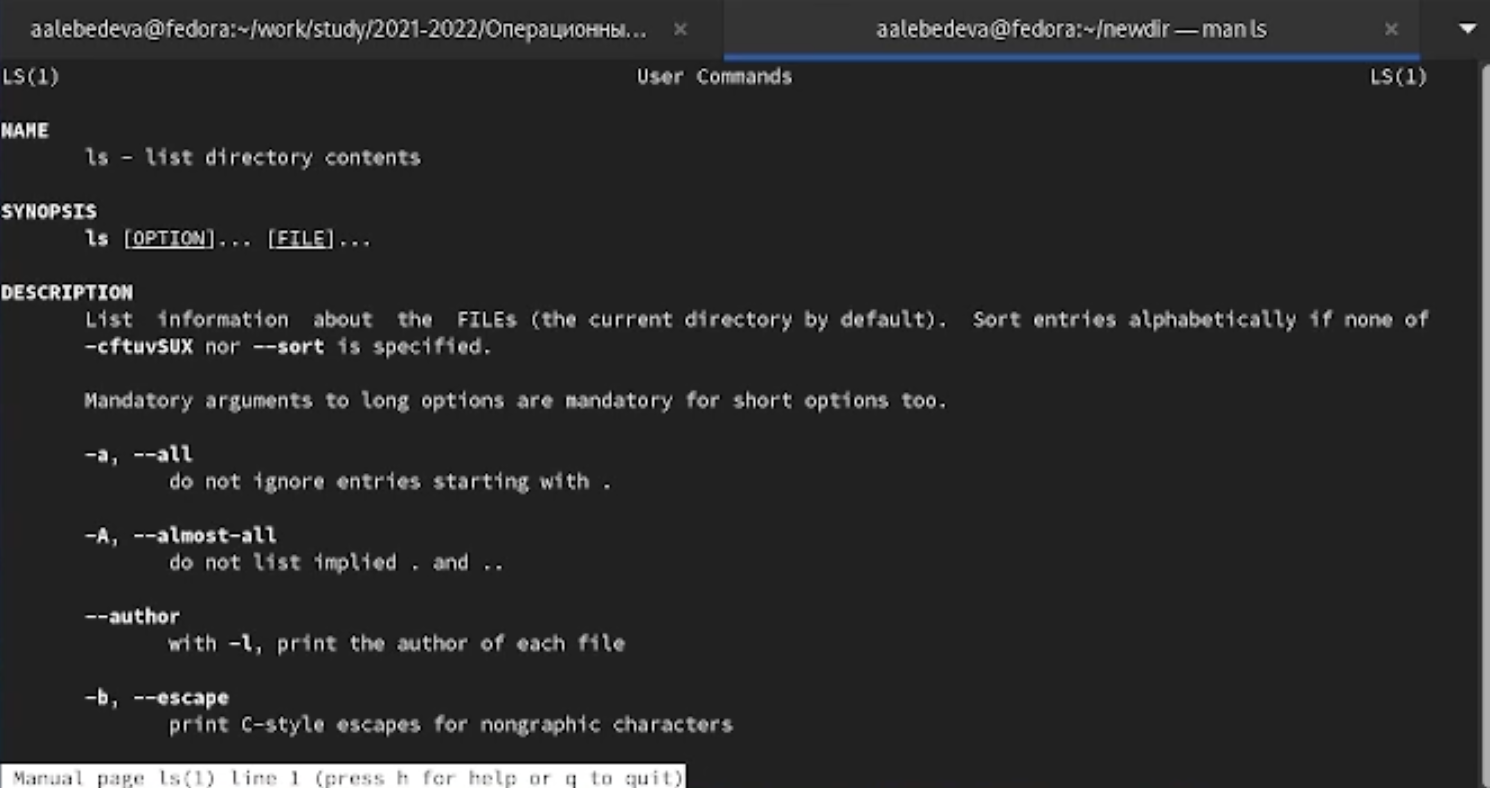 aalebedeva@fedora:~/work/study/2021-2022/Операционны...
aalebedeva@fedora:~/newdir — man ls
LS(1) User Commands LS(1)
NAME
ls - list directory contents
SYNOPSIS
ls [OPTION]... [FILE]...
DESCRIPTION
List information about the FILEs (the current directory by default). Sort entries alphabetically if none of
-cftuvSUX nor --sort is specified.
Mandatory arguments to long options are mandatory for short options too.
-a, --all
do not ignore entries starting with .
-A, --almost-all
do not list implied . and ..
--author
with -l, print the author of each file
-b, --escape
print C-style escapes for nongraphic characters
Manual page ls(1) line 1 (press h for help or q to quit)